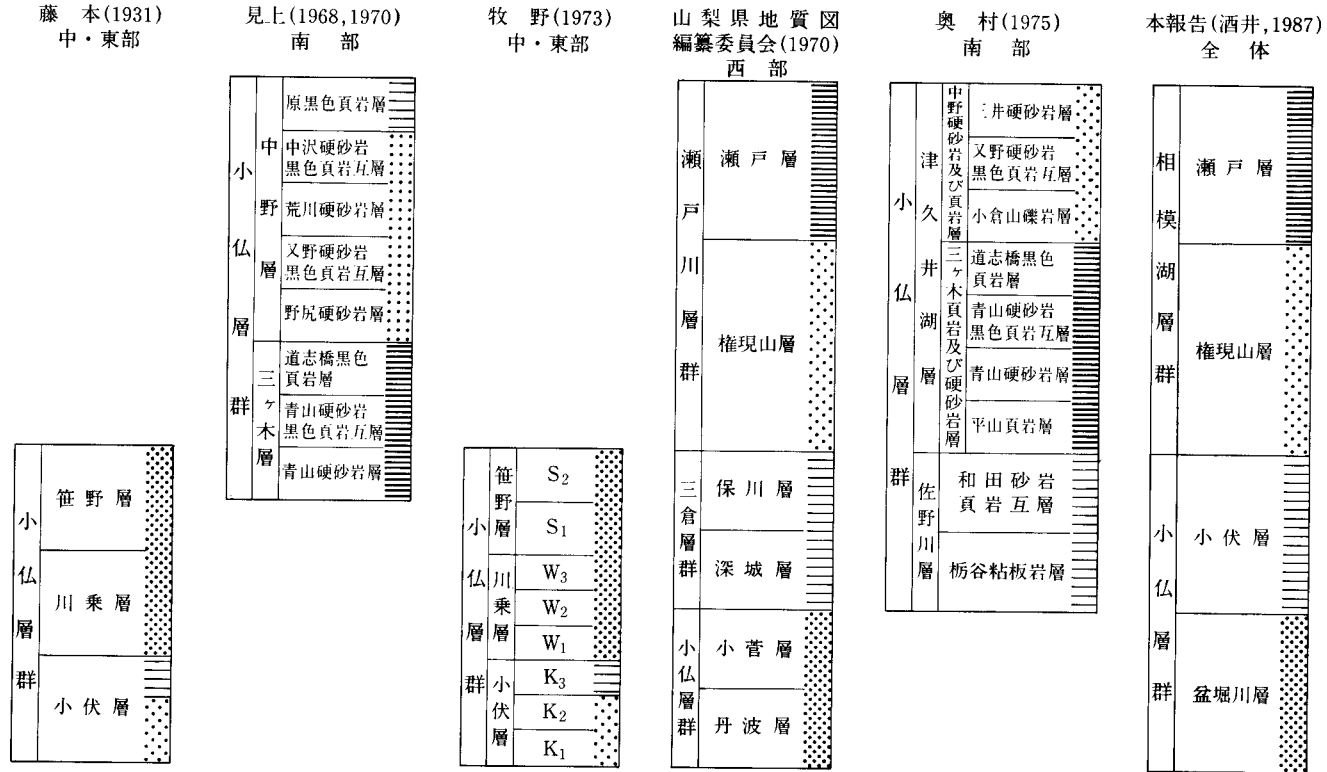 藤本(1931)
中・東部
小仏層群
笹野層
川乗層
小伏層
見上(1968,1970)
南部
小仏層群
中野層
原黒色頁岩層
中沢硬砂岩
黒色頁岩互層
荒川硬砂岩層
又野硬砂岩
黒色頁岩互層
野尻硬砂岩層
三ヶ木層
道志橋黒色
頁岩層
青山硬砂岩
黒色頁岩互層
青山硬砂岩層
牧野(1973)
中・東部
小仏層群
笹野層
S2
S1
川乗層
W3
W2
W1
小伏層
K3
K2
K1
山梨県地質図
編纂委員会(1970)
西部
瀬戸川層群
瀬戸層
権現山層
三倉層群
保川層
深城層
小仏層群
小菅層
丹波層
奥村(1975)
南部
小仏層群
津久井湖層
中野硬砂岩及び頁岩層
三井硬砂岩層
又野硬砂岩
黒色頁岩互層
小倉山礫岩層
三ヶ木頁岩及び硬砂岩層
道志橋黒色
頁岩層
青山硬砂岩
黒色頁岩互層
青山硬砂岩層
平山頁岩層
佐野川層
和田砂岩
頁岩互層
栃谷粘板岩層
本報告(酒井,1987)
全体
相模湖層群
瀬戸層
権現山層
小仏層群
小伏層
盆堀川層